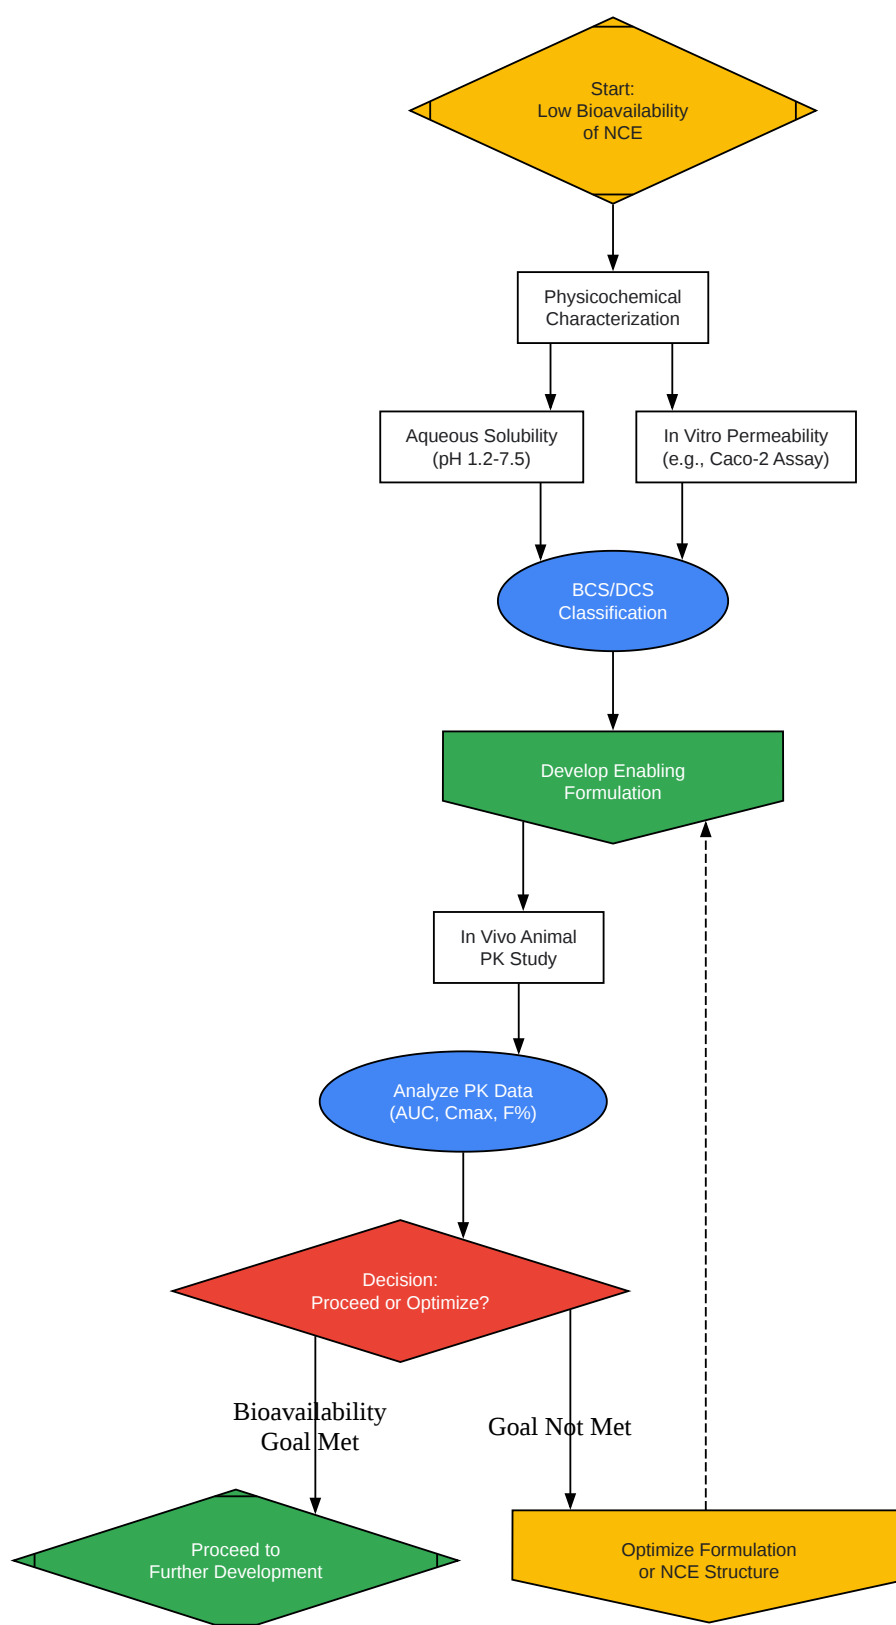 Start:
Low Bioavailability
of NCE
Physicochemical
Characterization
Aqueous Solubility
(pH 1.2-7.5)
In Vitro Permeability
(e.g., Caco-2 Assay)
BCS/DCS
Classification
Develop Enabling
Formulation
In Vivo Animal
PK Study
Analyze PK Data
(AUC, Cmax, F%)
Decision:
Proceed or Optimize?
Bioavailability
Goal Met
Goal Not Met
Proceed to
Further Development
Optimize Formulation
or NCE Structure